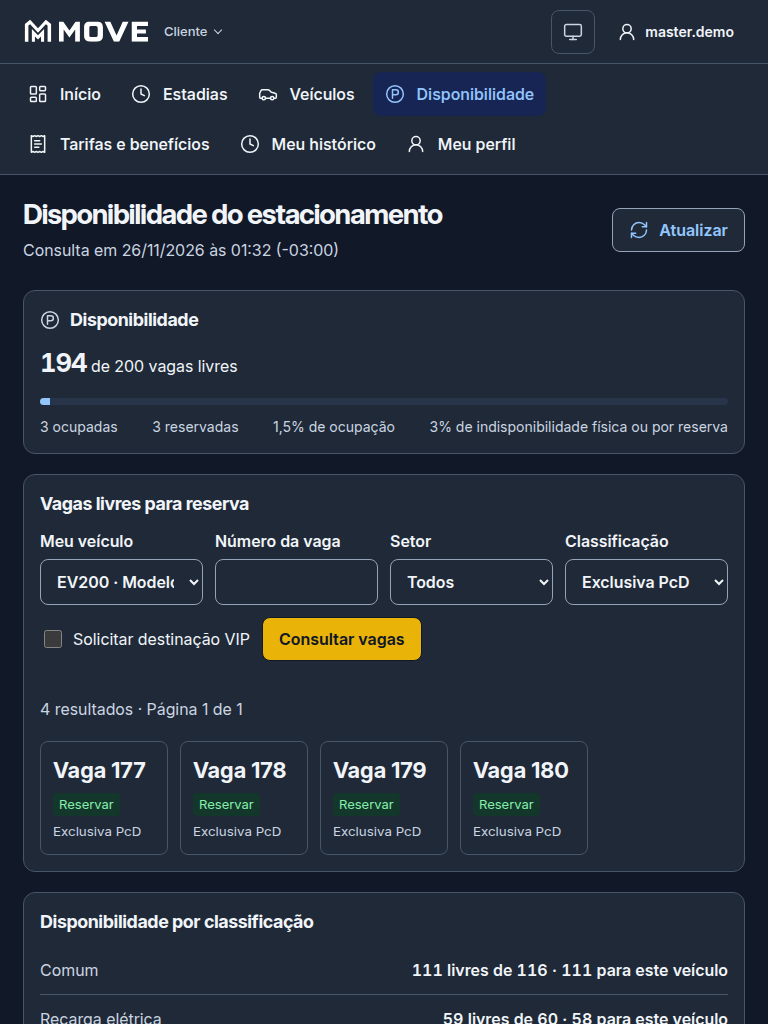 MOVE Cliente master.demo
Início Estadias Veículos Disponibilidade
Tarifas e benefícios Meu histórico Meu perfil
Disponibilidade do estacionamento
Consulta em 26/11/2026 às 01:32 (-03:00)
Atualizar
Disponibilidade
194 de 200 vagas livres
3 ocupadas 3 reservadas 1,5% de ocupação 3% de indisponibilidade física ou por reserva
Vagas livres para reserva
Meu veículo Número da vaga Setor Classificação
EV200 · Modelo Todos Exclusiva PcD
Solicitar destinação VIP Consultar vagas
4 resultados · Página 1 de 1
Vaga 177 Vaga 178 Vaga 179 Vaga 180
Reservar Reservar Reservar Reservar
Exclusiva PcD Exclusiva PcD Exclusiva PcD Exclusiva PcD
Disponibilidade por classificação
Comum 111 livres de 116 · 111 para este veículo
Recarga elétrica 59 livres de 60 · 58 para este veículo